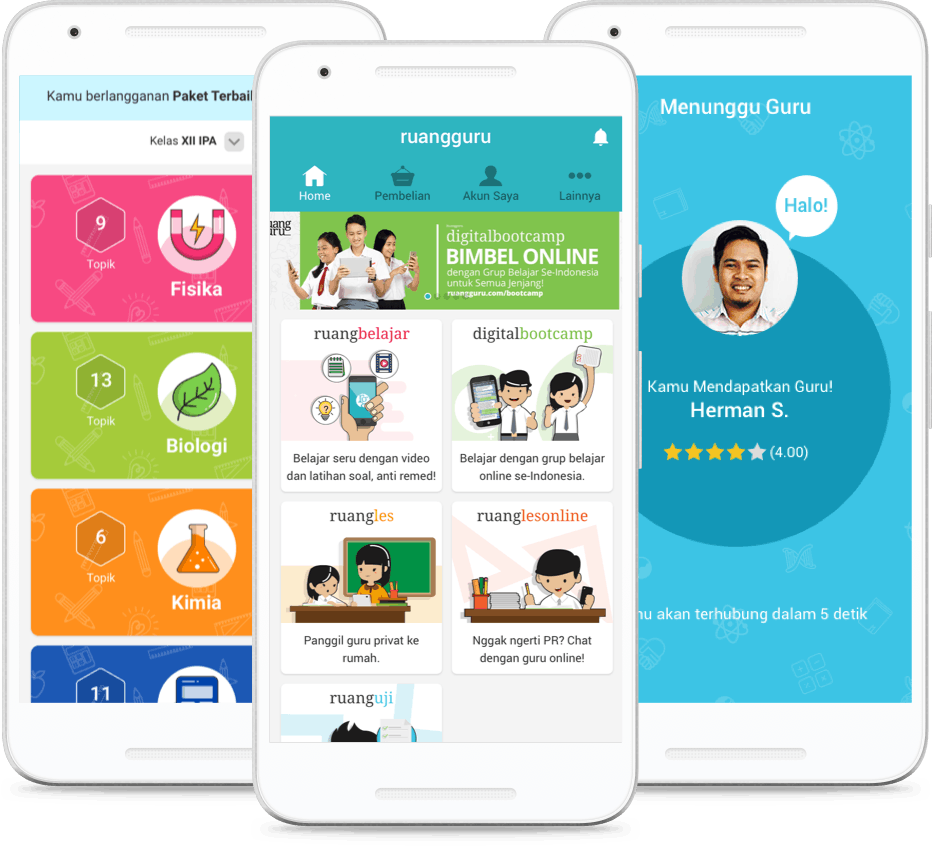 Kamu berlangganan Paket Terbaik
Kelas XII IPA
9
Topik
Fisika
13
Topik
Biologi
6
Topik
Kimia
11
ruangguru
Home
Pembelian
Akun Saya
Lainnya
digitalbootcamp
BIMBEL ONLINE
dengan Grup Belajar Se-Indonesia
untuk Semua Jenjang!
ruangguru.com/bootcamp
ruangbelajar
Belajar seru dengan video
dan latihan soal, anti remed!
digitalbootcamp
Belajar dengan grup belajar
online se-Indonesia.
ruangles
Panggil guru privat ke
rumah.
ruanglesonline
Nggak ngerti PR? Chat
dengan guru online!
ruanguji
Menunggu Guru
Halo!
Kamu Mendapatkan Guru!
Herman S.
(4.00)
akan terhubung dalam 5 detik